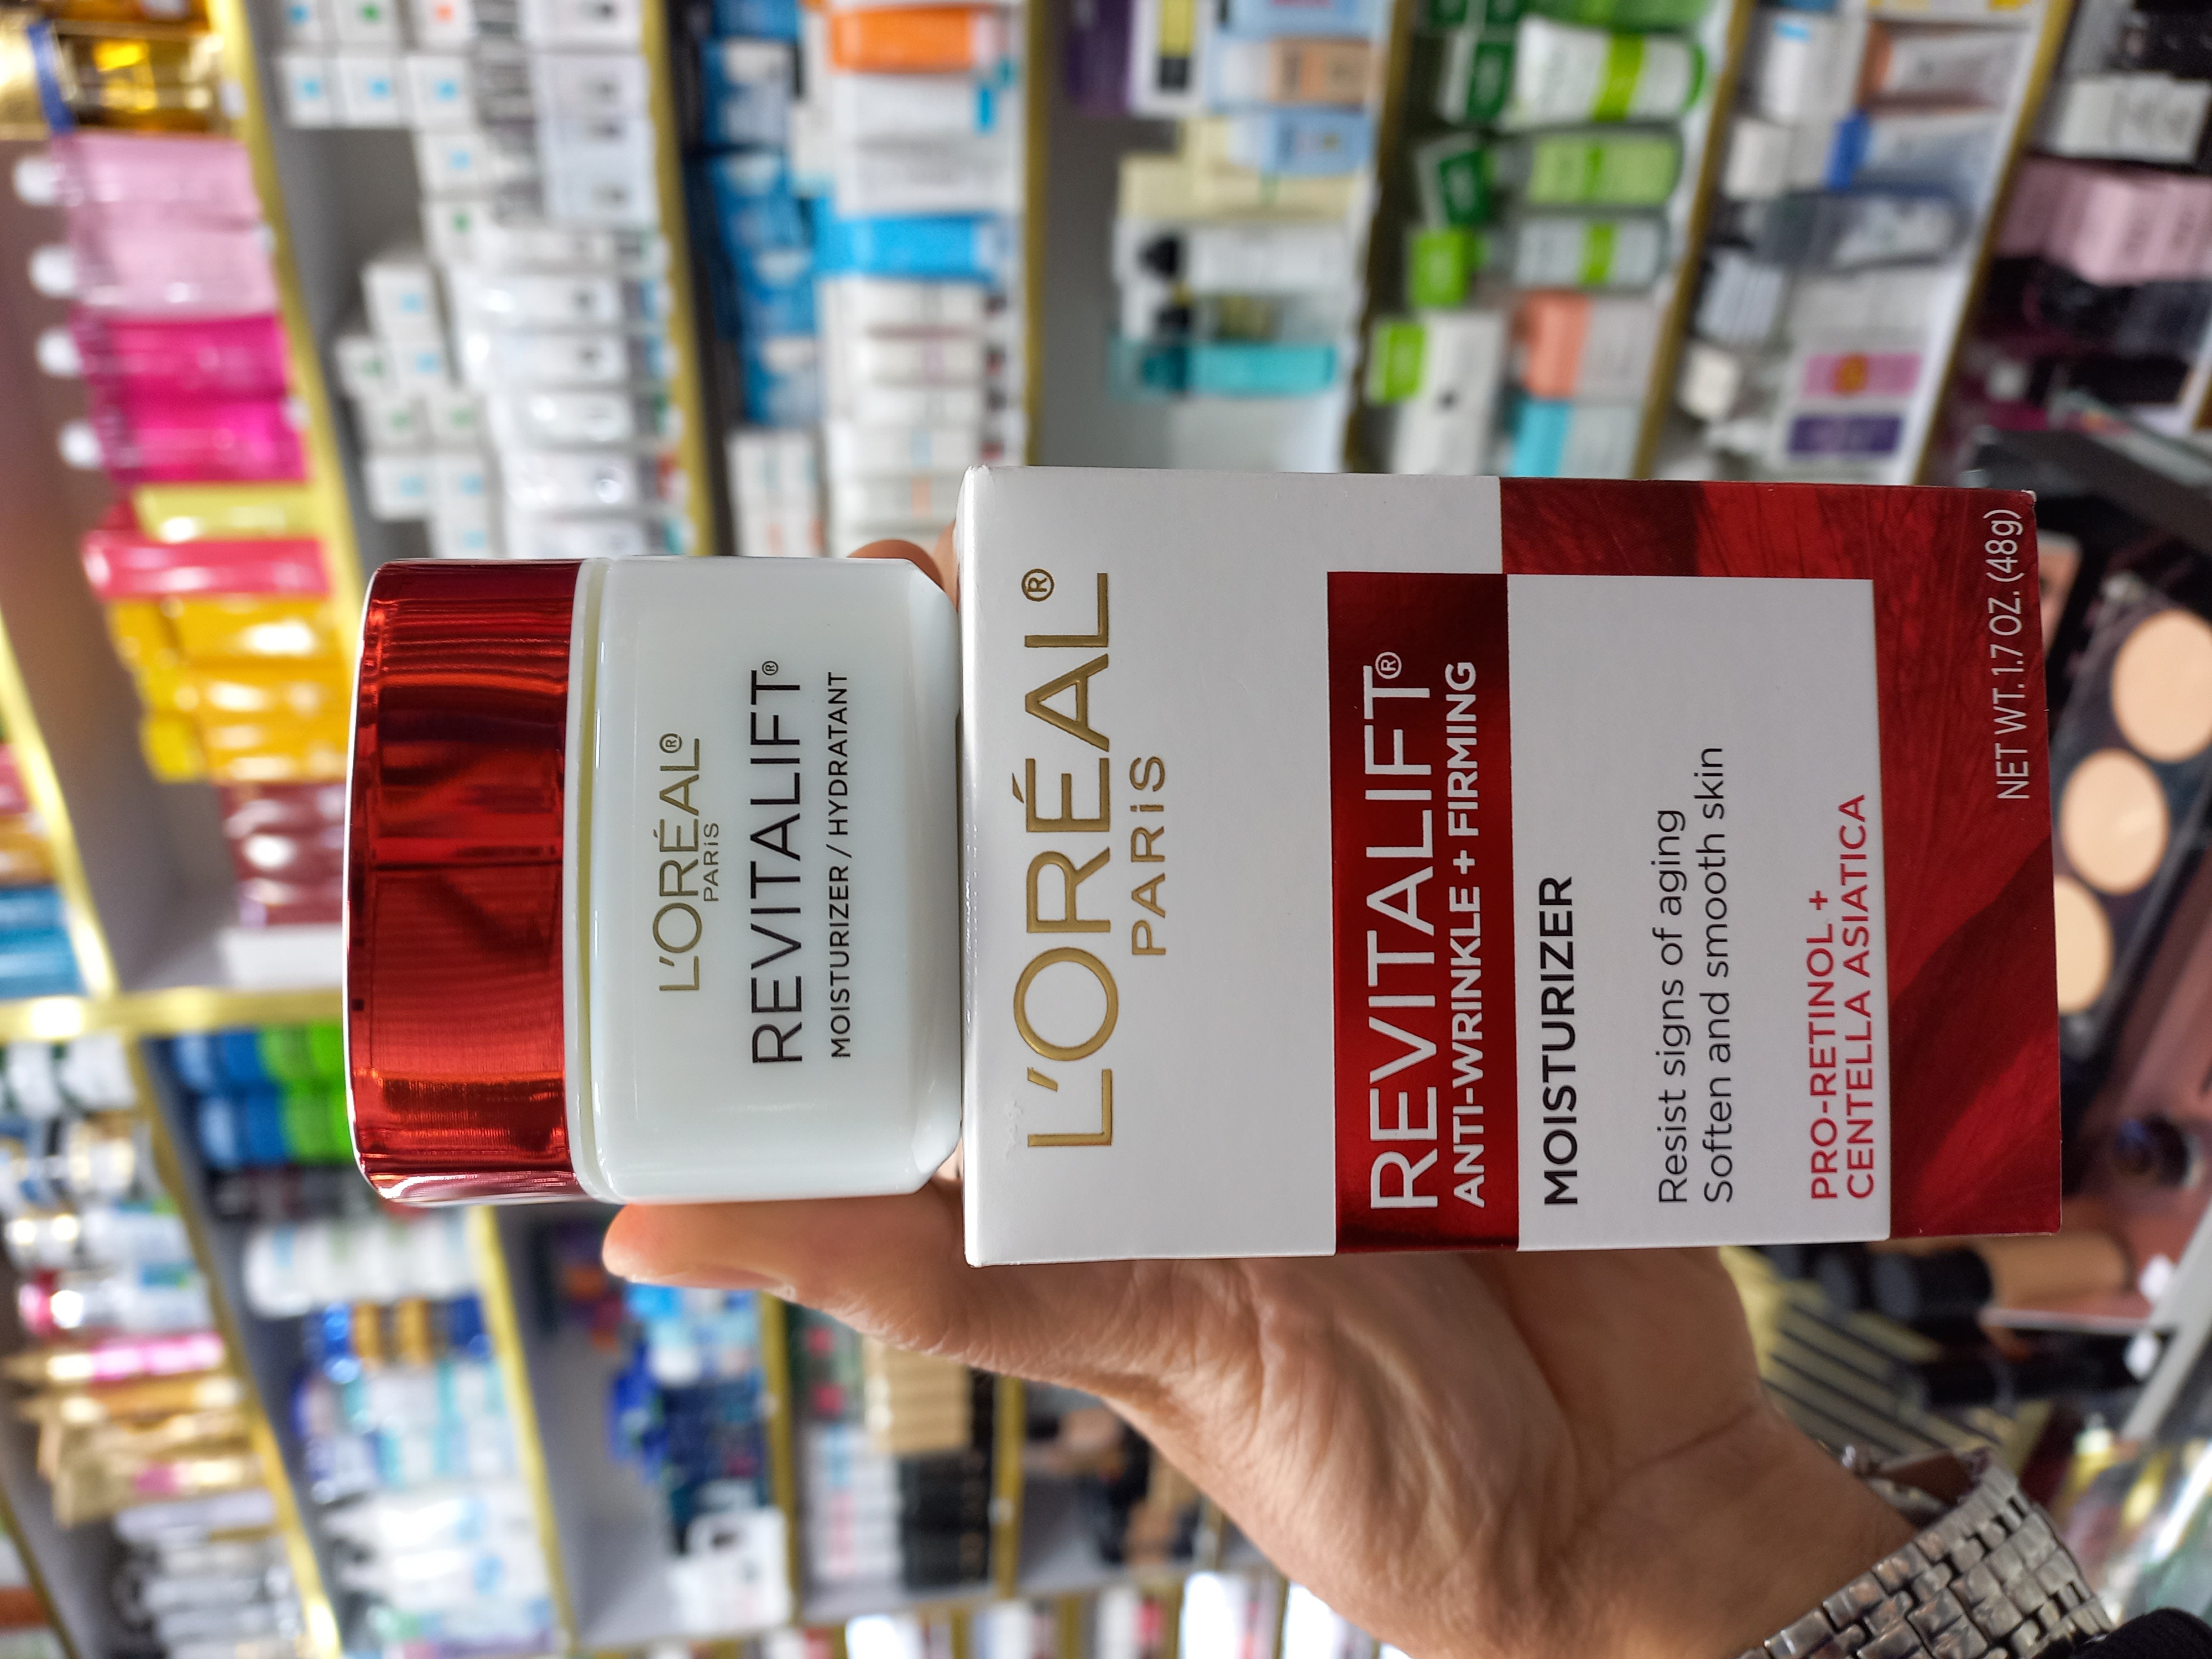 L'ORÉAL®
PARiS
REVITALIFT®
MOISTURIZER / HYDRATANT
L'ORÉAL®
PARiS
REVITALIFT®
ANTI-WRINKLE + FIRMING
MOISTURIZER
Resist signs of aging
Soften and smooth skin
PRO-RETINOL +
CENTELLA ASIATICA
NET WT. 1.7 OZ. (48g)